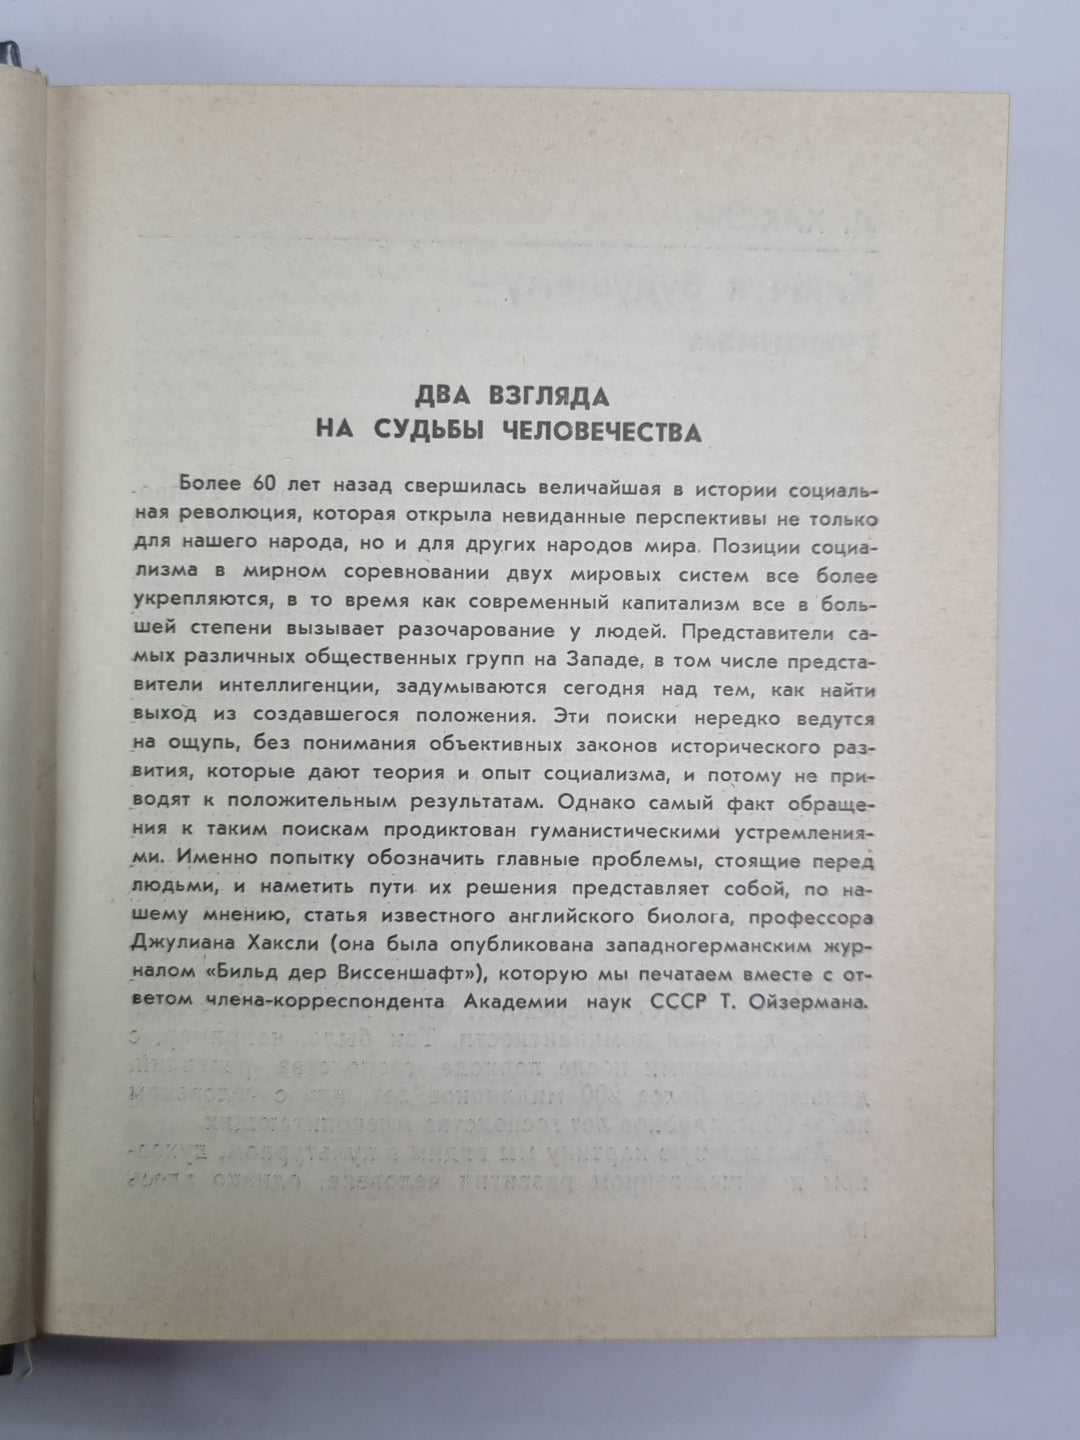 ДВА ВЗГЛЯДА
НА СУДЬБЫ ЧЕЛОВЕЧЕСТВА
Более 60 лет назад свершилась величайшая в истории социаль-
ная революция, которая открыла невиданные перспективы не только
для нашего народа, но и для других народов мира. Позиции социа-
лизма в мирном соревновании двух мировых систем все более
укрепляются, в то время как современный капитализм все в боль-
шей степени вызывает разочарование у людей. Представители са-
мых различных общественных групп на Западе, в том числе предста-
вители интеллигенции, задумываются сегодня над тем, как найти
выход из создавшегося положения. Эти поиски нередко ведутся
на ощупь, без понимания объективных законов исторического раз-
вития, которые дают теория и опыт социализма, и потому не при-
водят к положительным результатам. Однако самый факт обраще-
ния к таким поискам продиктован гуманистическими устремления-
ми. Именно попытку обозначить главные проблемы, стоящие перед
людьми, и наметить пути их решения представляет собой, по на-
шему мнению, статья известного английского биолога, профессора
Джулиана Хаксли (она была опубликована западногерманским жур-
налом «Бильд дер Виссеншафт»), которую мы печатаем вместе с от-
ветом члена-корреспондента Академии наук СССР Т. Ойзермана.